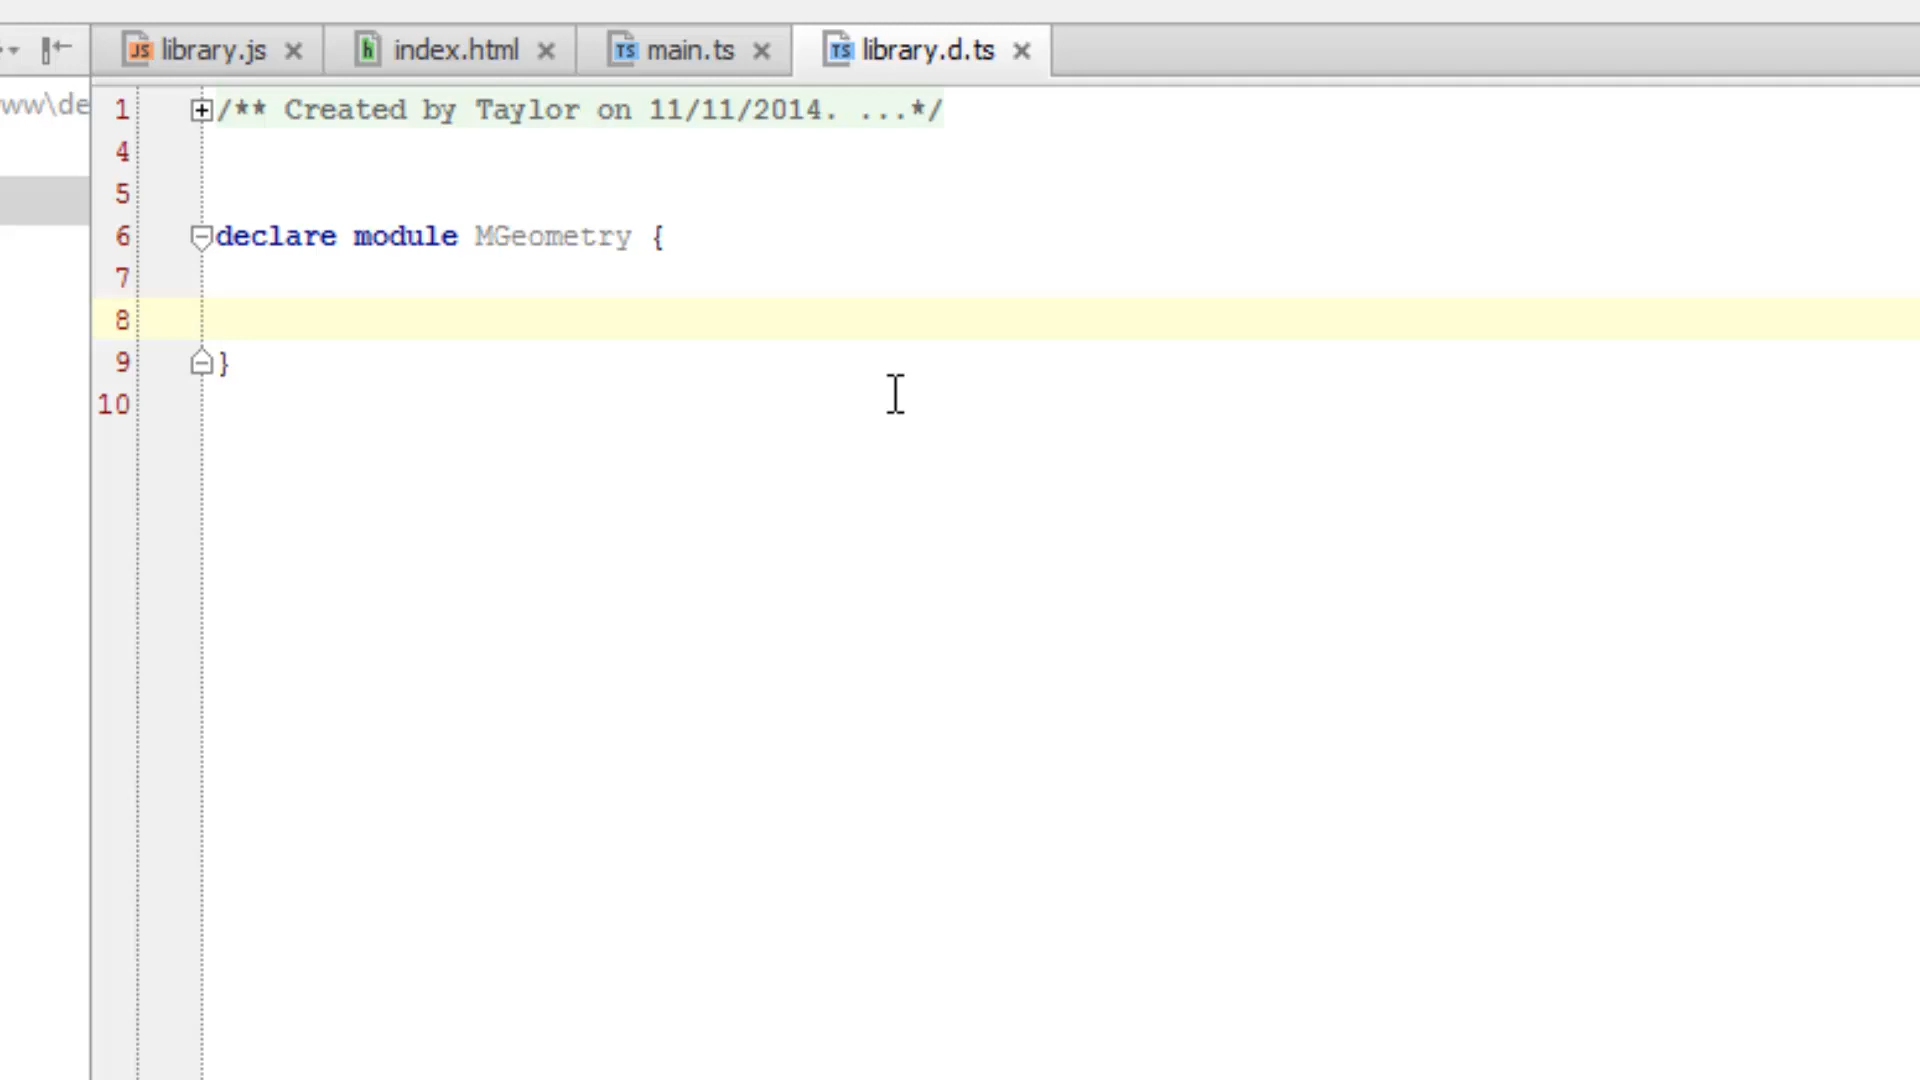 library.js
index.html
main.ts
library.d.ts
ww\de
1 /** Created by Taylor on 11/11/2014. ...*/
4
5
6 declare module MGeometry {
7
8
9 }
10